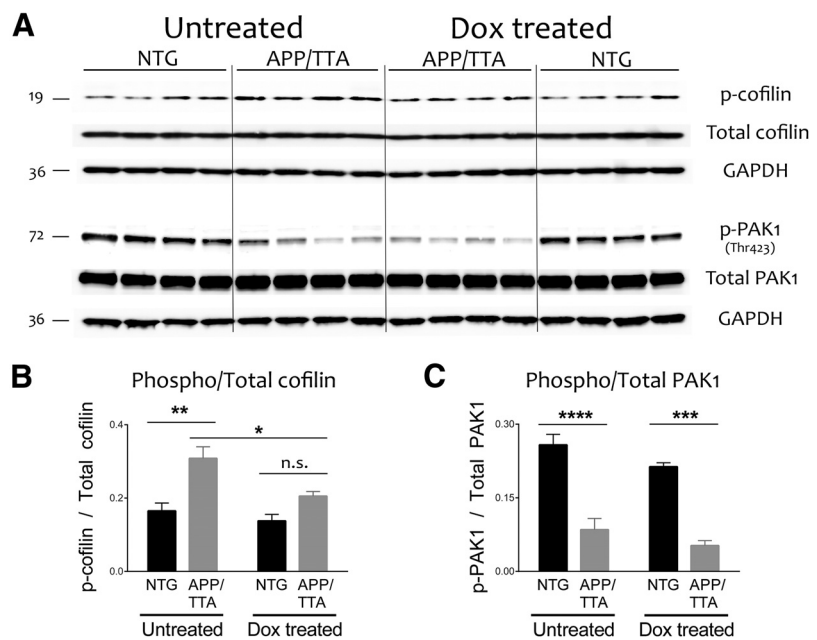 A
Untreated Dox treated
NTG APP/TTA APP/TTA NTG
19 p-cofilin
Total cofilin
36 GAPDH
72 p-PAK1
(Thr423)
Total PAK1
36 GAPDH
B Phospho/Total cofilin
p-cofilin / Total cofilin
0.4
0.2
0.0
**
*
n.s.
NTG APP/ NTG APP/
TTA TTA
Untreated Dox treated
C Phospho/Total PAK1
p-PAK1 / Total PAK1
0.30
0.15
0.00
**** ***
NTG APP/ NTG APP/
TTA TTA
Untreated Dox treated